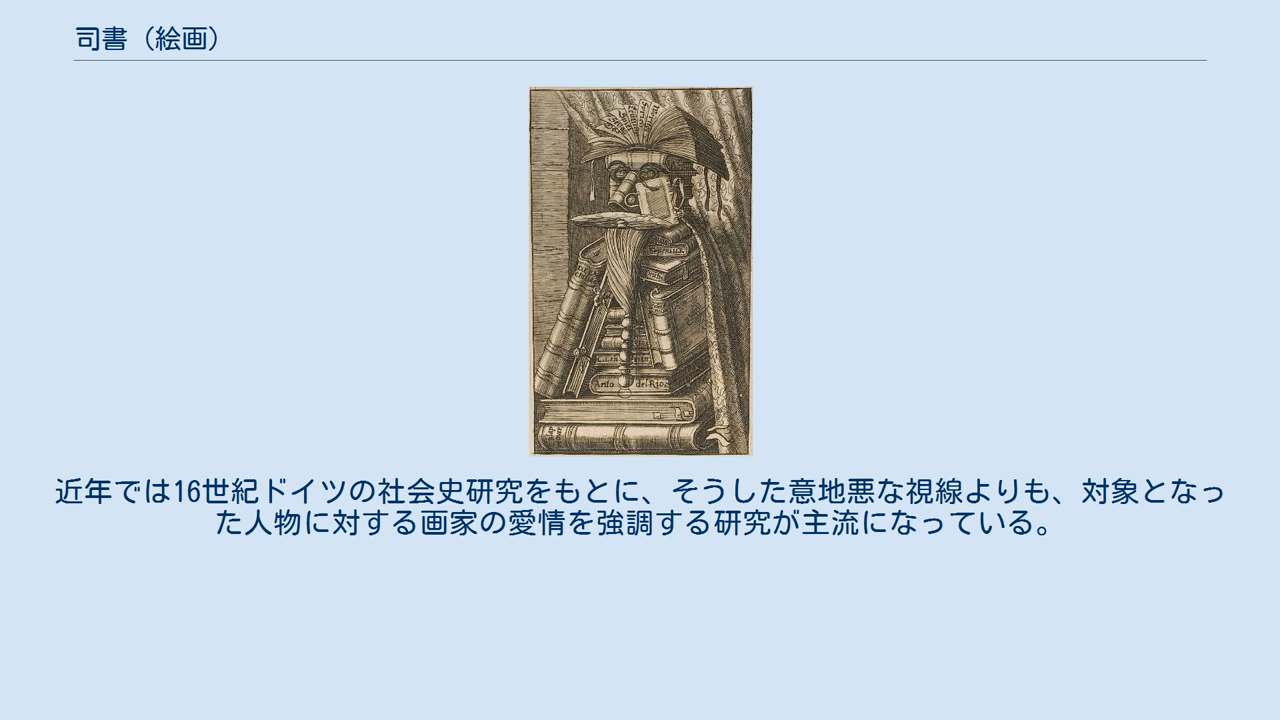 司書（絵画）
Anto del Rio.
近年では16世紀ドイツの社会史研究をもとに、そうした意地悪な視線よりも、対象となっ
た人物に対する画家の愛情を強調する研究が主流になっている。